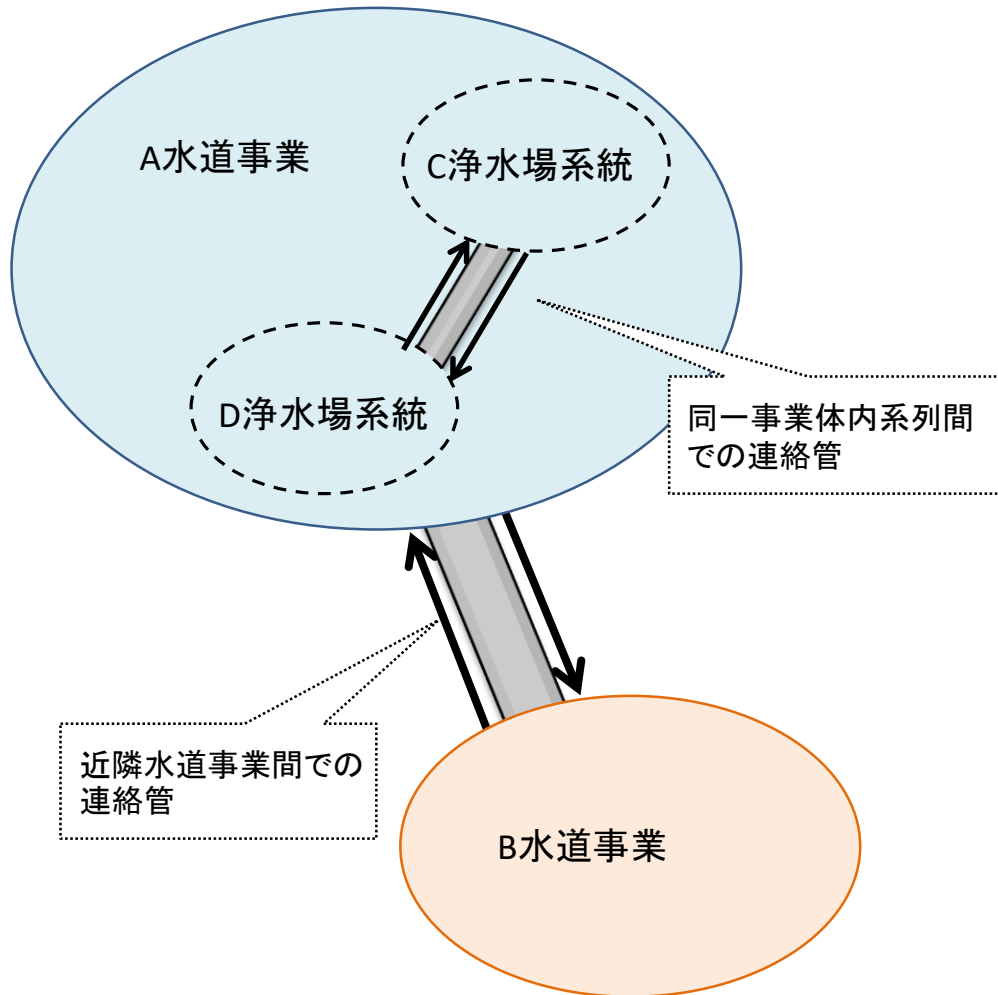 A水道事業
C浄水場系統
D浄水場系統
同一事業体内系列間
での連絡管
近隣水道事業間での
連絡管
B水道事業